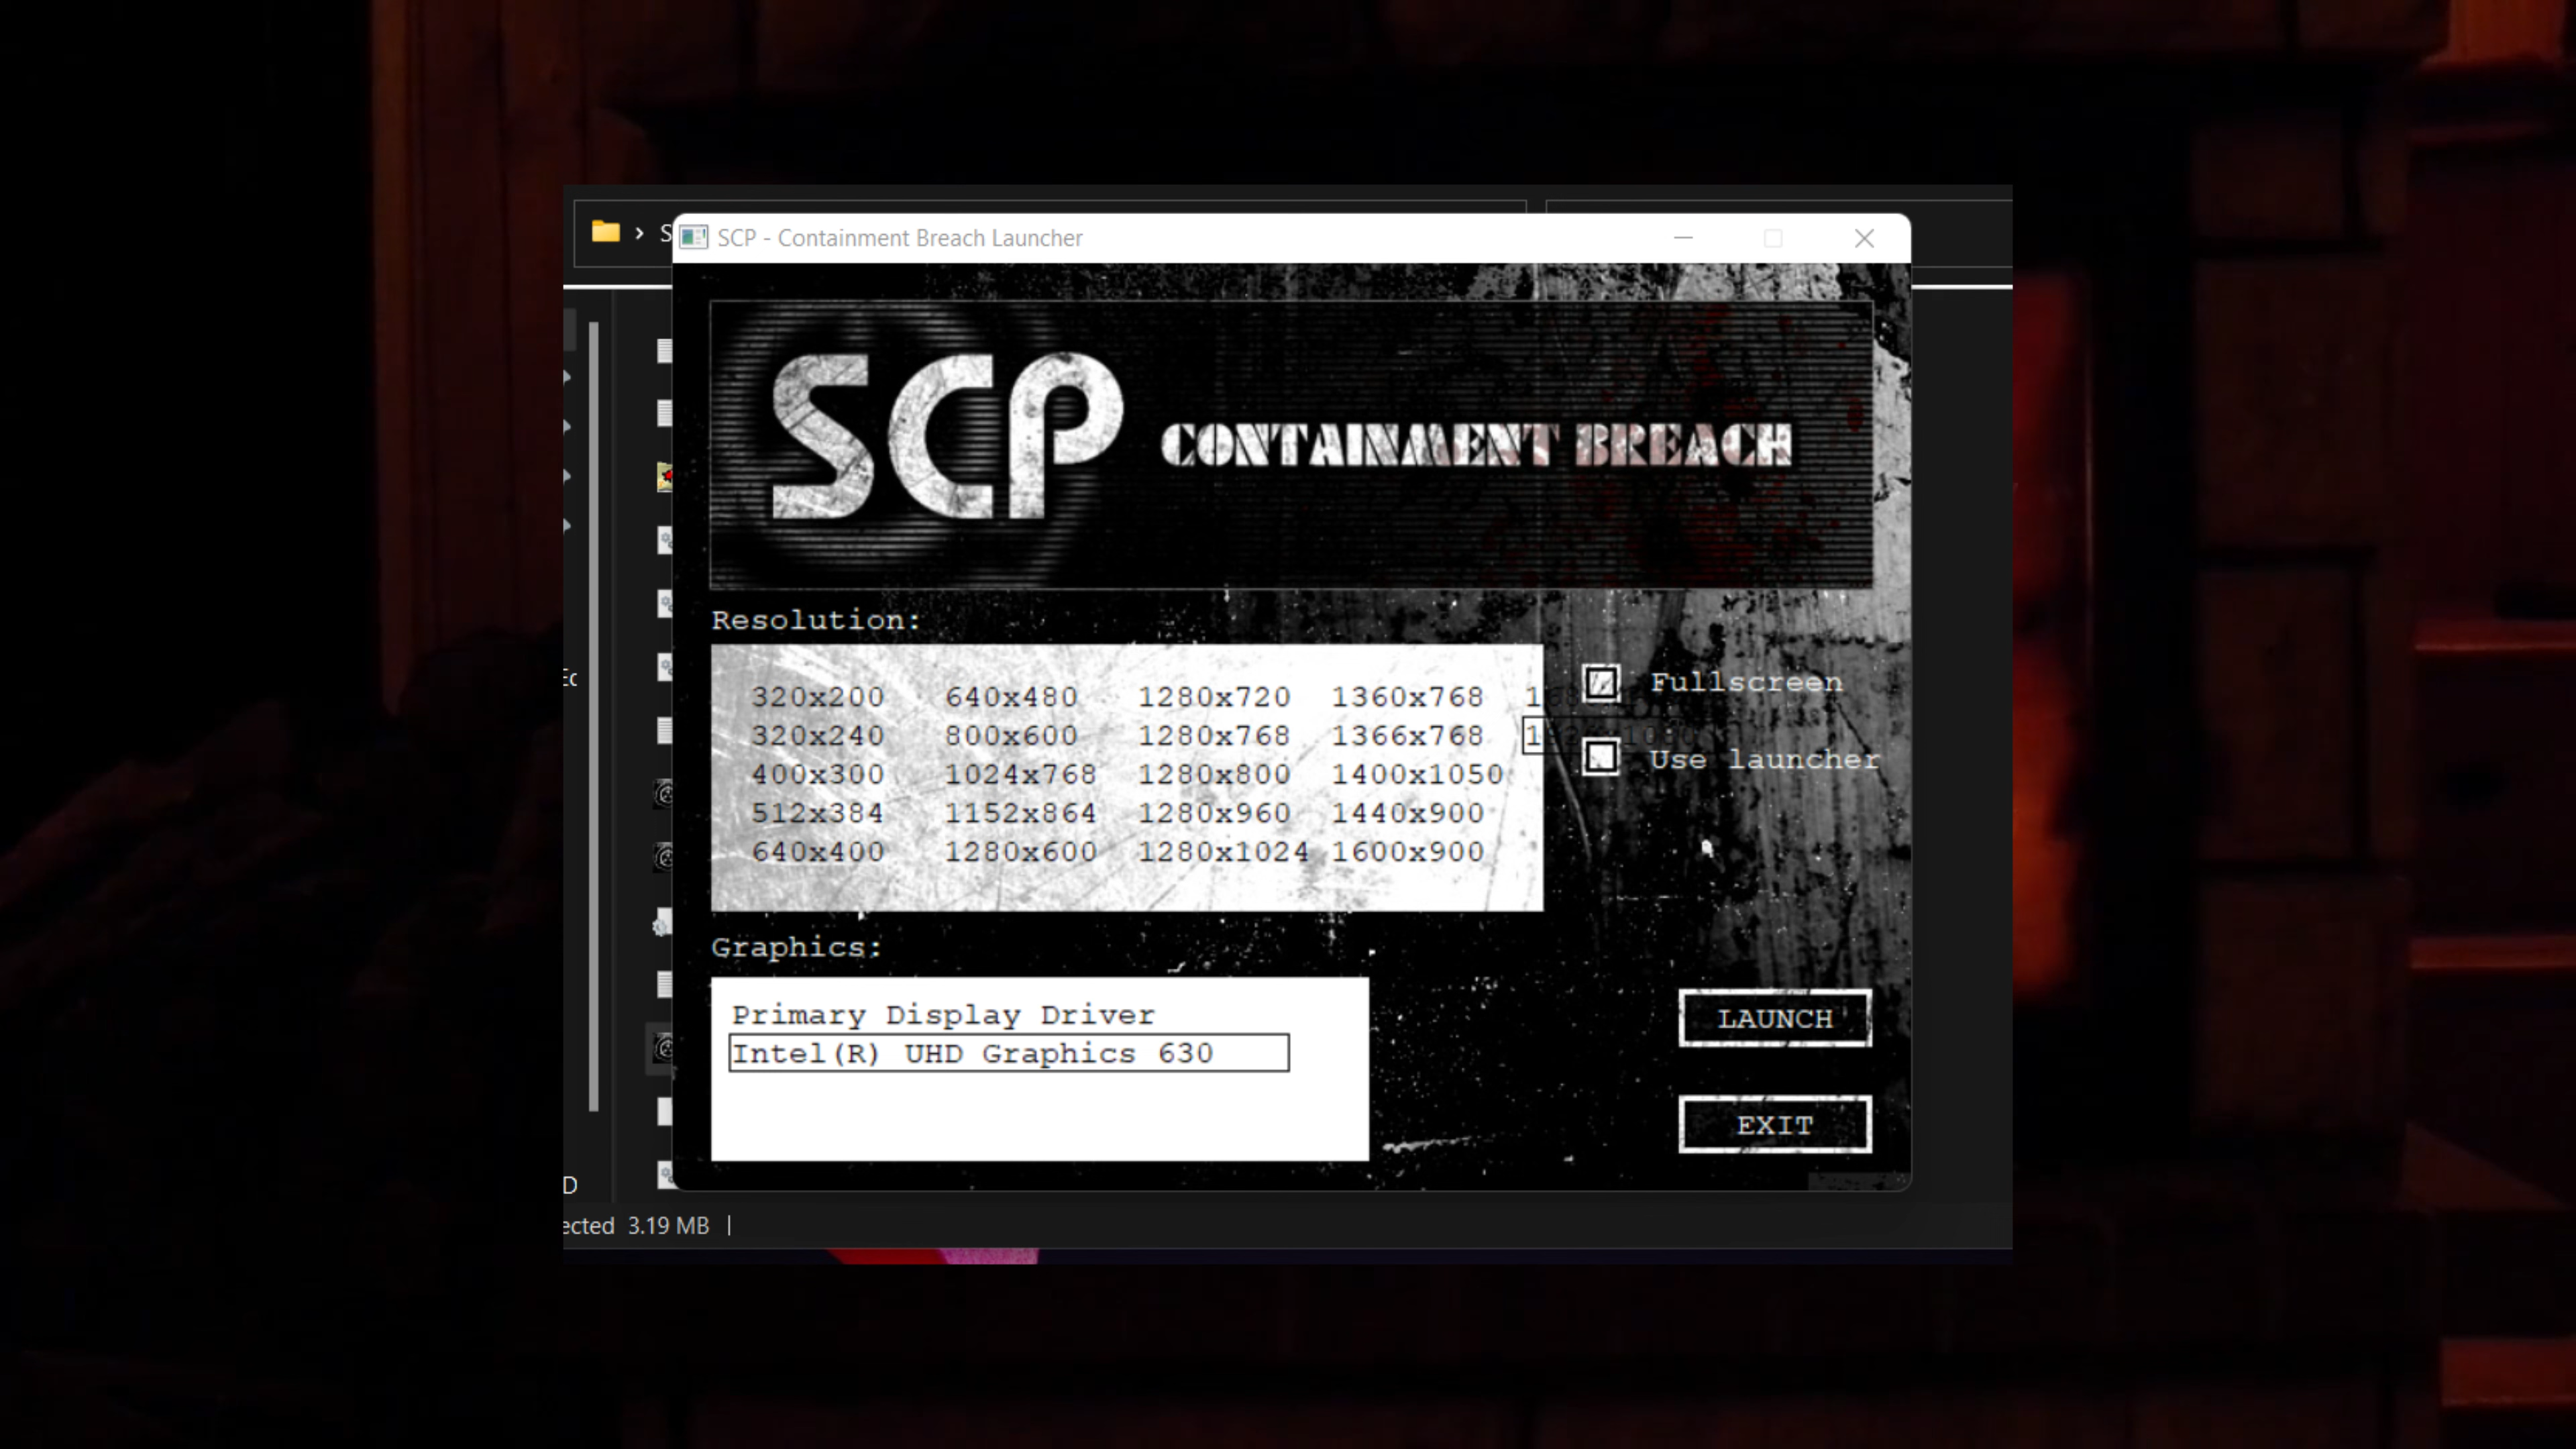 SCP - Containment Breach Launcher
SCP CONTAINMENT BREACH
Resolution:
320x200 640x480 1280x720 1360x768
320x240 800x600 1280x768 1366x768
400x300 1024x768 1280x800 1400x1050
512x384 1152x864 1280x960 1440x900
640x400 1280x600 1280x1024 1600x900
Fullscreen
Use launcher
Graphics:
Primary Display Driver
Intel(R) UHD Graphics 630
LAUNCH
EXIT
3.19 MB